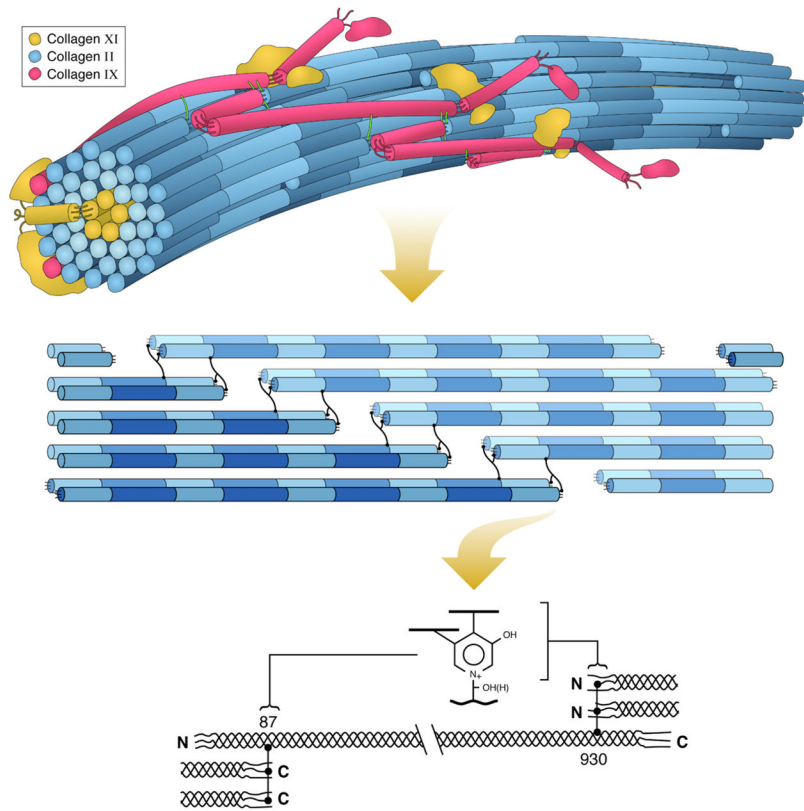 Collagen XI
Collagen II
Collagen IX
OH
N+
OH(H)
N
87
N
N
C
C
930
C